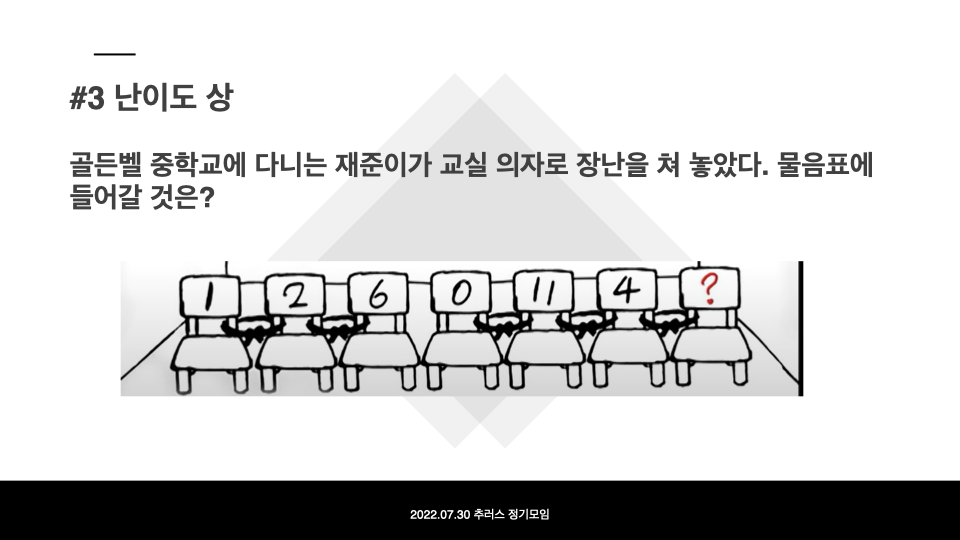 #3 난이도 상
골든벨 중학교에 다니는 재준이가 교실 의자로 장난을 쳐 놓았다. 물음표에
들어갈 것은?
1 2 6 0 11 4 ?
2022.07.30 추러스 정기모임